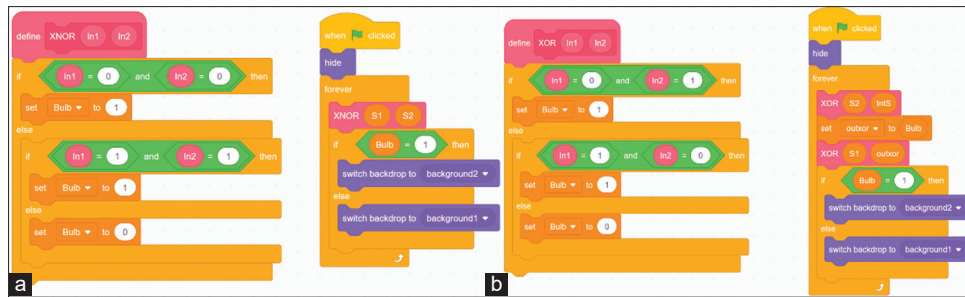 define XNOR In1 In2
if In1 = 0 and In2 = 0 then
set Bulb to 1
else
if In1 = 1 and In2 = 1 then
set Bulb to 1
else
set Bulb to 0
when clicked
hide
forever
XNOR S1 S2
if Bulb = 1 then
switch backdrop to background2
else
switch backdrop to background1
a
define XOR In1 In2
if In1 = 0 and In2 = 1 then
set Bulb to 1
else
if In1 = 1 and In2 = 0 then
set Bulb to 1
else
set Bulb to 0
when clicked
hide
forever
XOR S2 IntS
set outxor to Bulb
XOR S1 outxor
if Bulb = 1 then
switch backdrop to background2
else
switch backdrop to background1
b